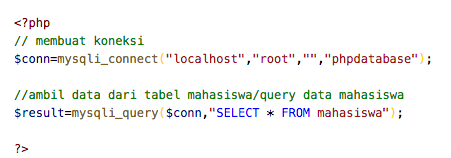 <?php
// membuat koneksi
$conn=mysqli_connect("localhost","root","","phpdatabase");
//ambil data dari tabel mahasiswa/query data mahasiswa
$result=mysqli_query($conn,"SELECT * FROM mahasiswa");
?>